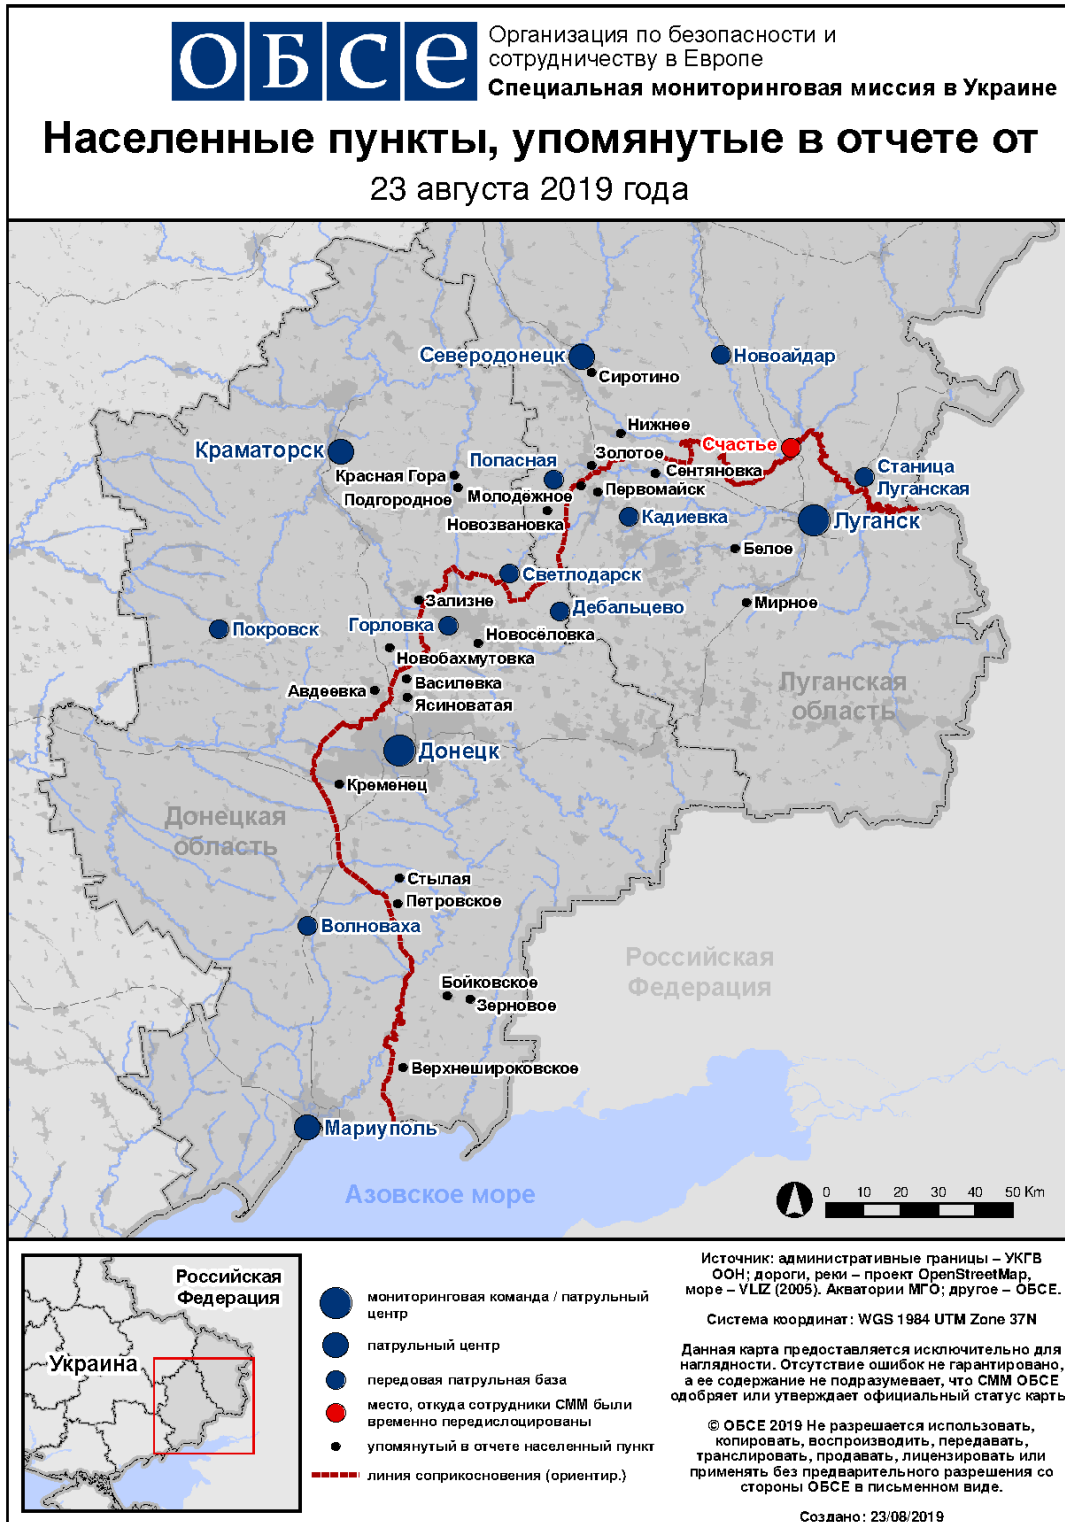 ОБСЕ
Организация по безопасности и
сотрудничеству в Европе
Специальная мониторинговая миссия в Украине
Населенные пункты, упомянутые в отчете от
23 августа 2019 года
Северодонецк
Новоайдар
Сиротино
Нижнее
Счастье
Краматорск
Золотое
Попасная
Станица
Луганская
Красная Гора
Сентяновка
Подгородное
Молодёжное
Первомайск
Новозвановка
Кадиевка
Луганск
Белое
Светлодарск
Зализне
Дебальцево
Мирное
Покровск
Горловка
Новосёловка
Новобахмутовка
Авдеевка
Василевка
Ясиноватая
Луганская
область
Донецк
Кременец
Донецкая
область
Стылая
Петровское
Волноваха
Российская
Федерация
Бойковское
Зерновое
Верхнешироковское
Мариуполь
Азовское море
0 10 20 30 40 50 Км
Российская
Федерация
Украина
мониторинговая команда / патрульный
центр
патрульный центр
передовая патрульная база
место, откуда сотрудники СММ были
временно передислоцированы
упомянутый в отчете населенный пункт
линия соприкосновения (ориентир.)
Источник: административные границы – УКГВ
ООН; дороги, реки – проект OpenStreetMap,
море – VLIZ (2005). Акватории МГО; другое – ОБСЕ.
Система координат: WGS 1984 UTM Zone 37N
Данная карта предоставляется исключительно для
наглядности. Отсутствие ошибок не гарантировано,
а ее содержание не подразумевает, что СММ ОБСЕ
одобряет или утверждает официальный статус карты
© ОБСЕ 2019 Не разрешается использовать,
копировать, воспроизводить, передавать,
транслировать, продавать, лицензировать или
применять без предварительного разрешения со
стороны ОБСЕ в письменном виде.
Создано: 23/08/2019